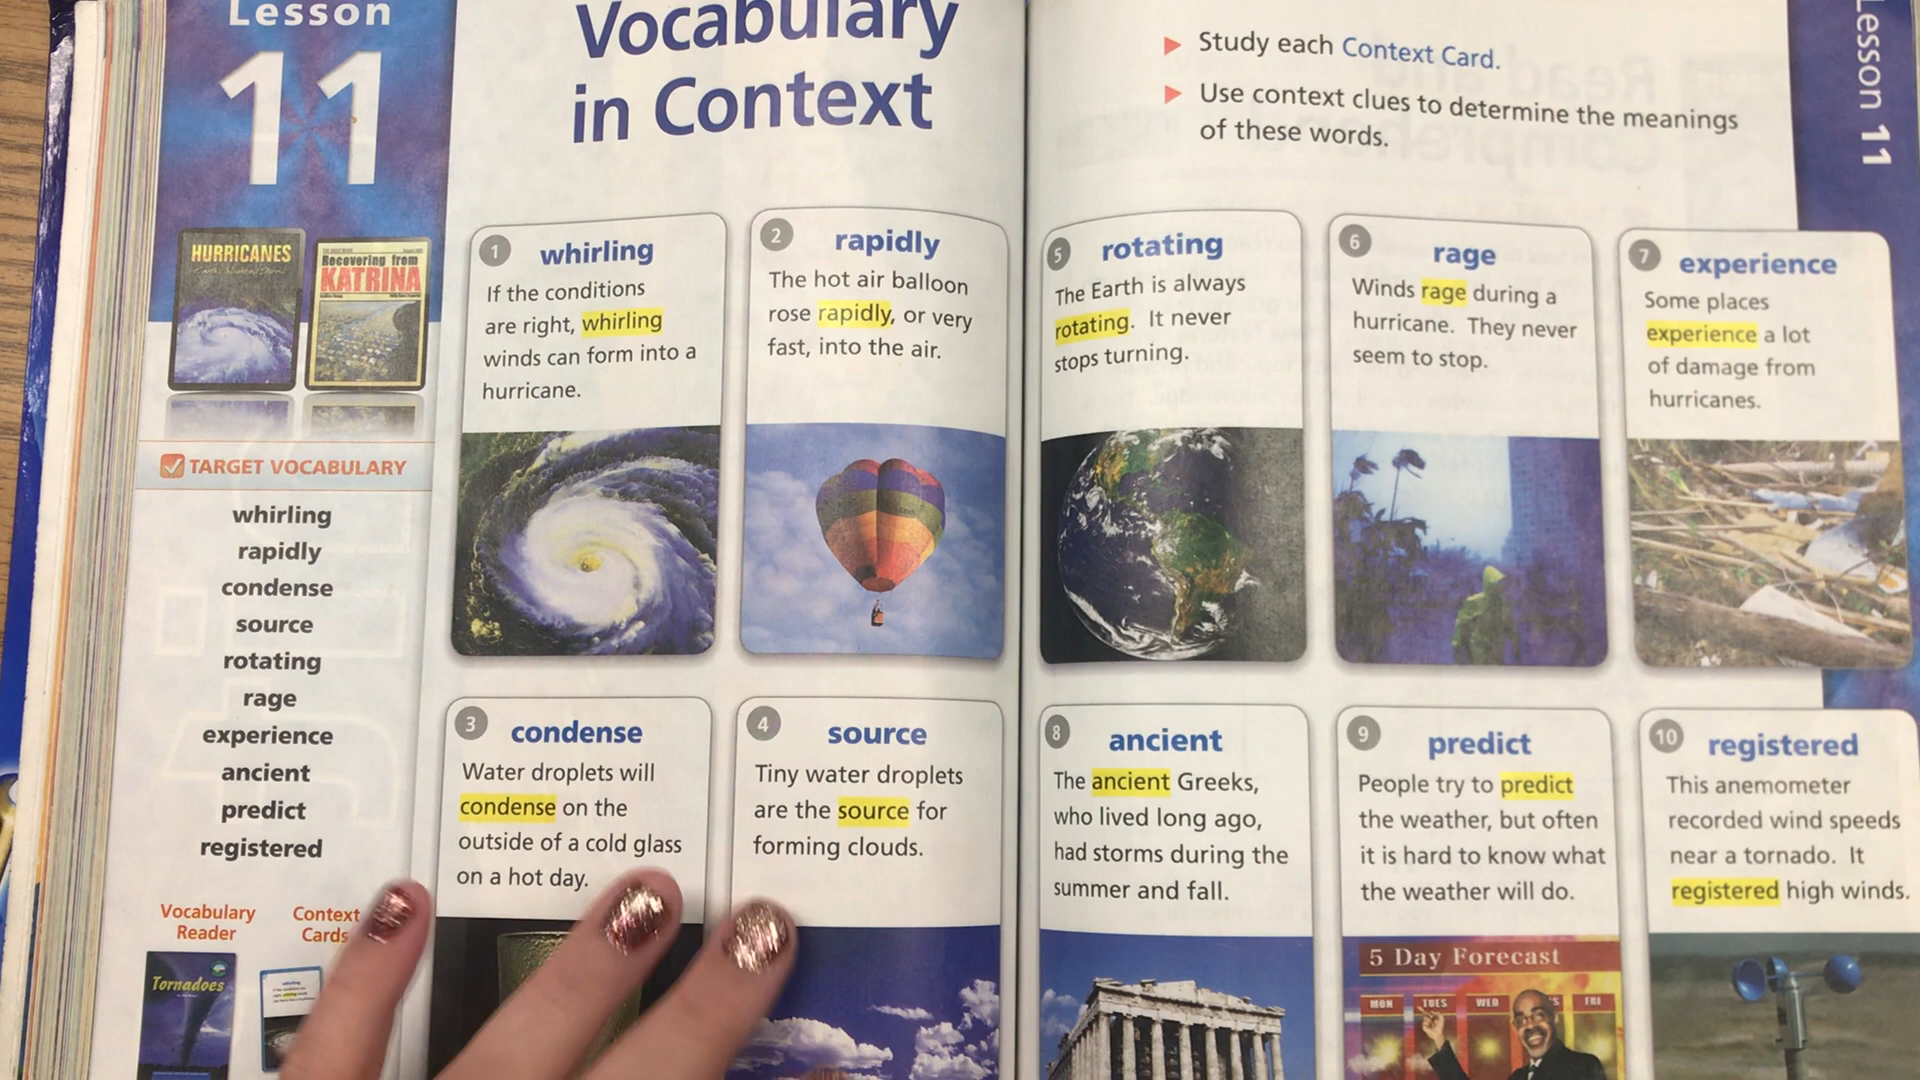 Lesson
11
Vocabulary
in Context
HURRICANES
Recovering from
KATRINA
TARGET VOCABULARY
whirling
rapidly
condense
source
rotating
rage
experience
ancient
predict
registered
Vocabulary
Reader
Context
Cards
Tornadoes
1 whirling
If the conditions
are right, whirling
winds can form into a
hurricane.
2 rapidly
The hot air balloon
rose rapidly, or very
fast, into the air.
3 condense
Water droplets will
condense on the
outside of a cold glass
on a hot day.
4 source
Tiny water droplets
are the source for
forming clouds.
▶ Study each Context Card.
▶ Use context clues to determine the meanings
of these words.
5 rotating
The Earth is always
rotating. It never
stops turning.
6 rage
Winds rage during a
hurricane. They never
seem to stop.
7 experience
Some places
experience a lot
of damage from
hurricanes.
8 ancient
The ancient Greeks,
who lived long ago,
had storms during the
summer and fall.
9 predict
People try to predict
the weather, but often
it is hard to know what
the weather will do.
5 Day Forecast
MON TUES WED FRI
10 registered
This anemometer
recorded wind speeds
near a tornado. It
registered high winds.
Lesson 11